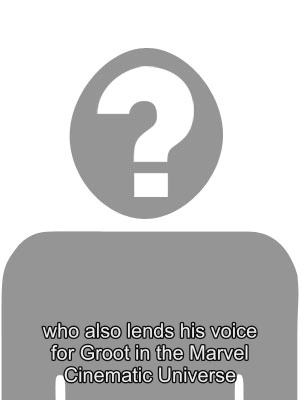 ?
who also lends his voice
for Groot in the Marvel
Cinematic Universe